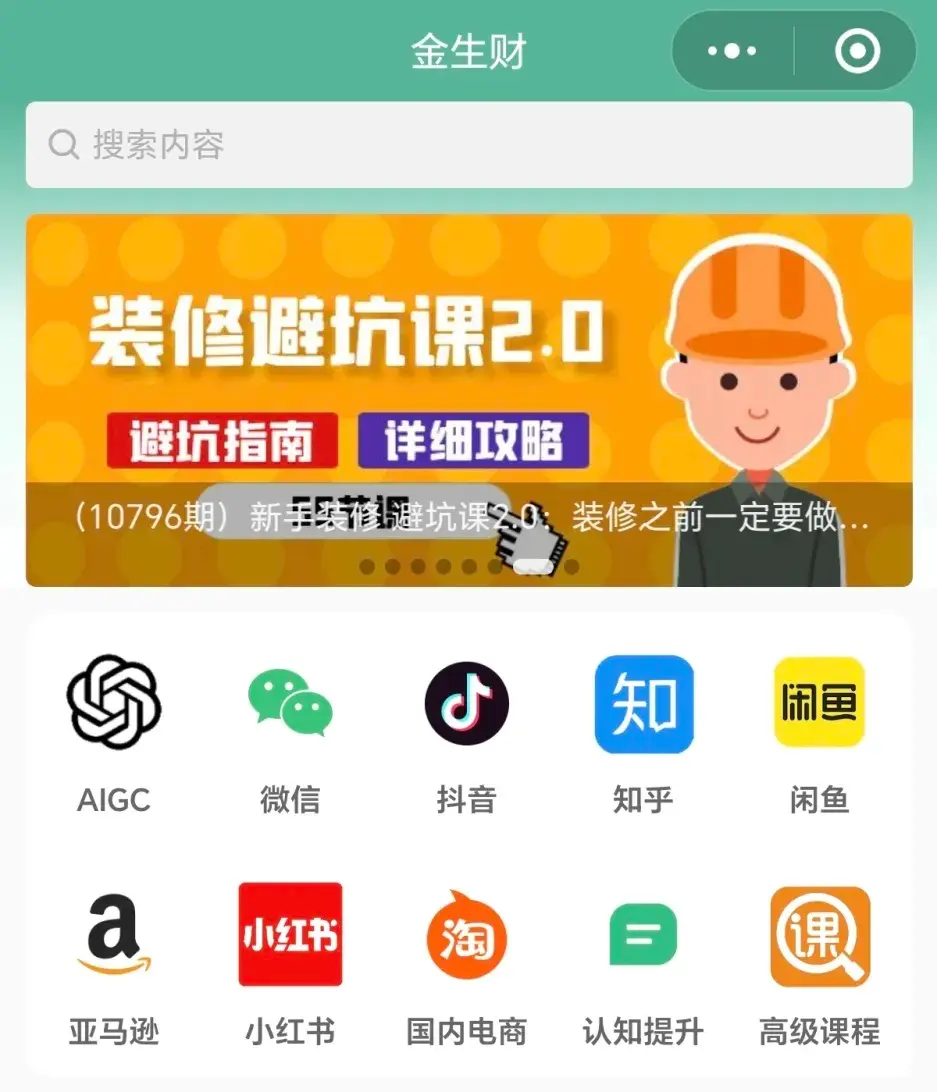 金生财
搜索内容
装修避坑课2.0
避坑指南 详细攻略
55节课
（10796期）新手装修 避坑课2.0：装修之前一定要做...
知 闲鱼
AIGC 微信 抖音 知乎 闲鱼
a 小红书 淘 课
亚马逊 小红书 国内电商 认知提升 高级课程